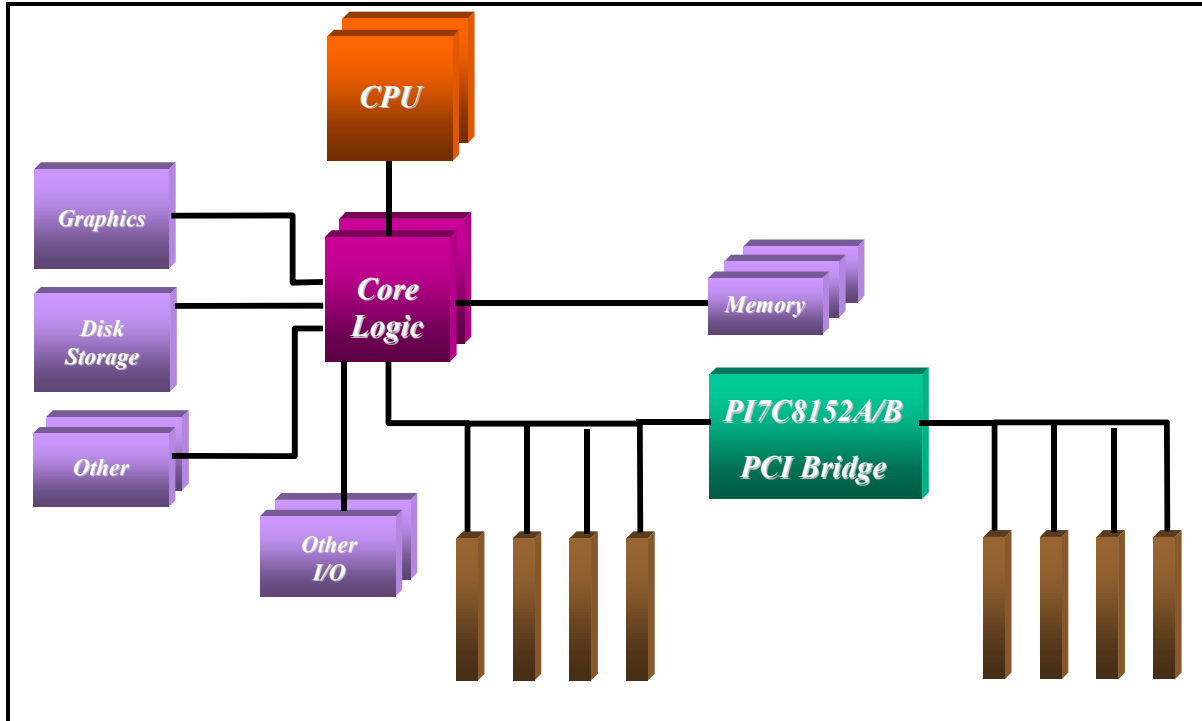 CPU
Graphics
Core
Logic
Disk
Storage
Memory
Other
PI7C8152A/B
PCI Bridge
Other
I/O